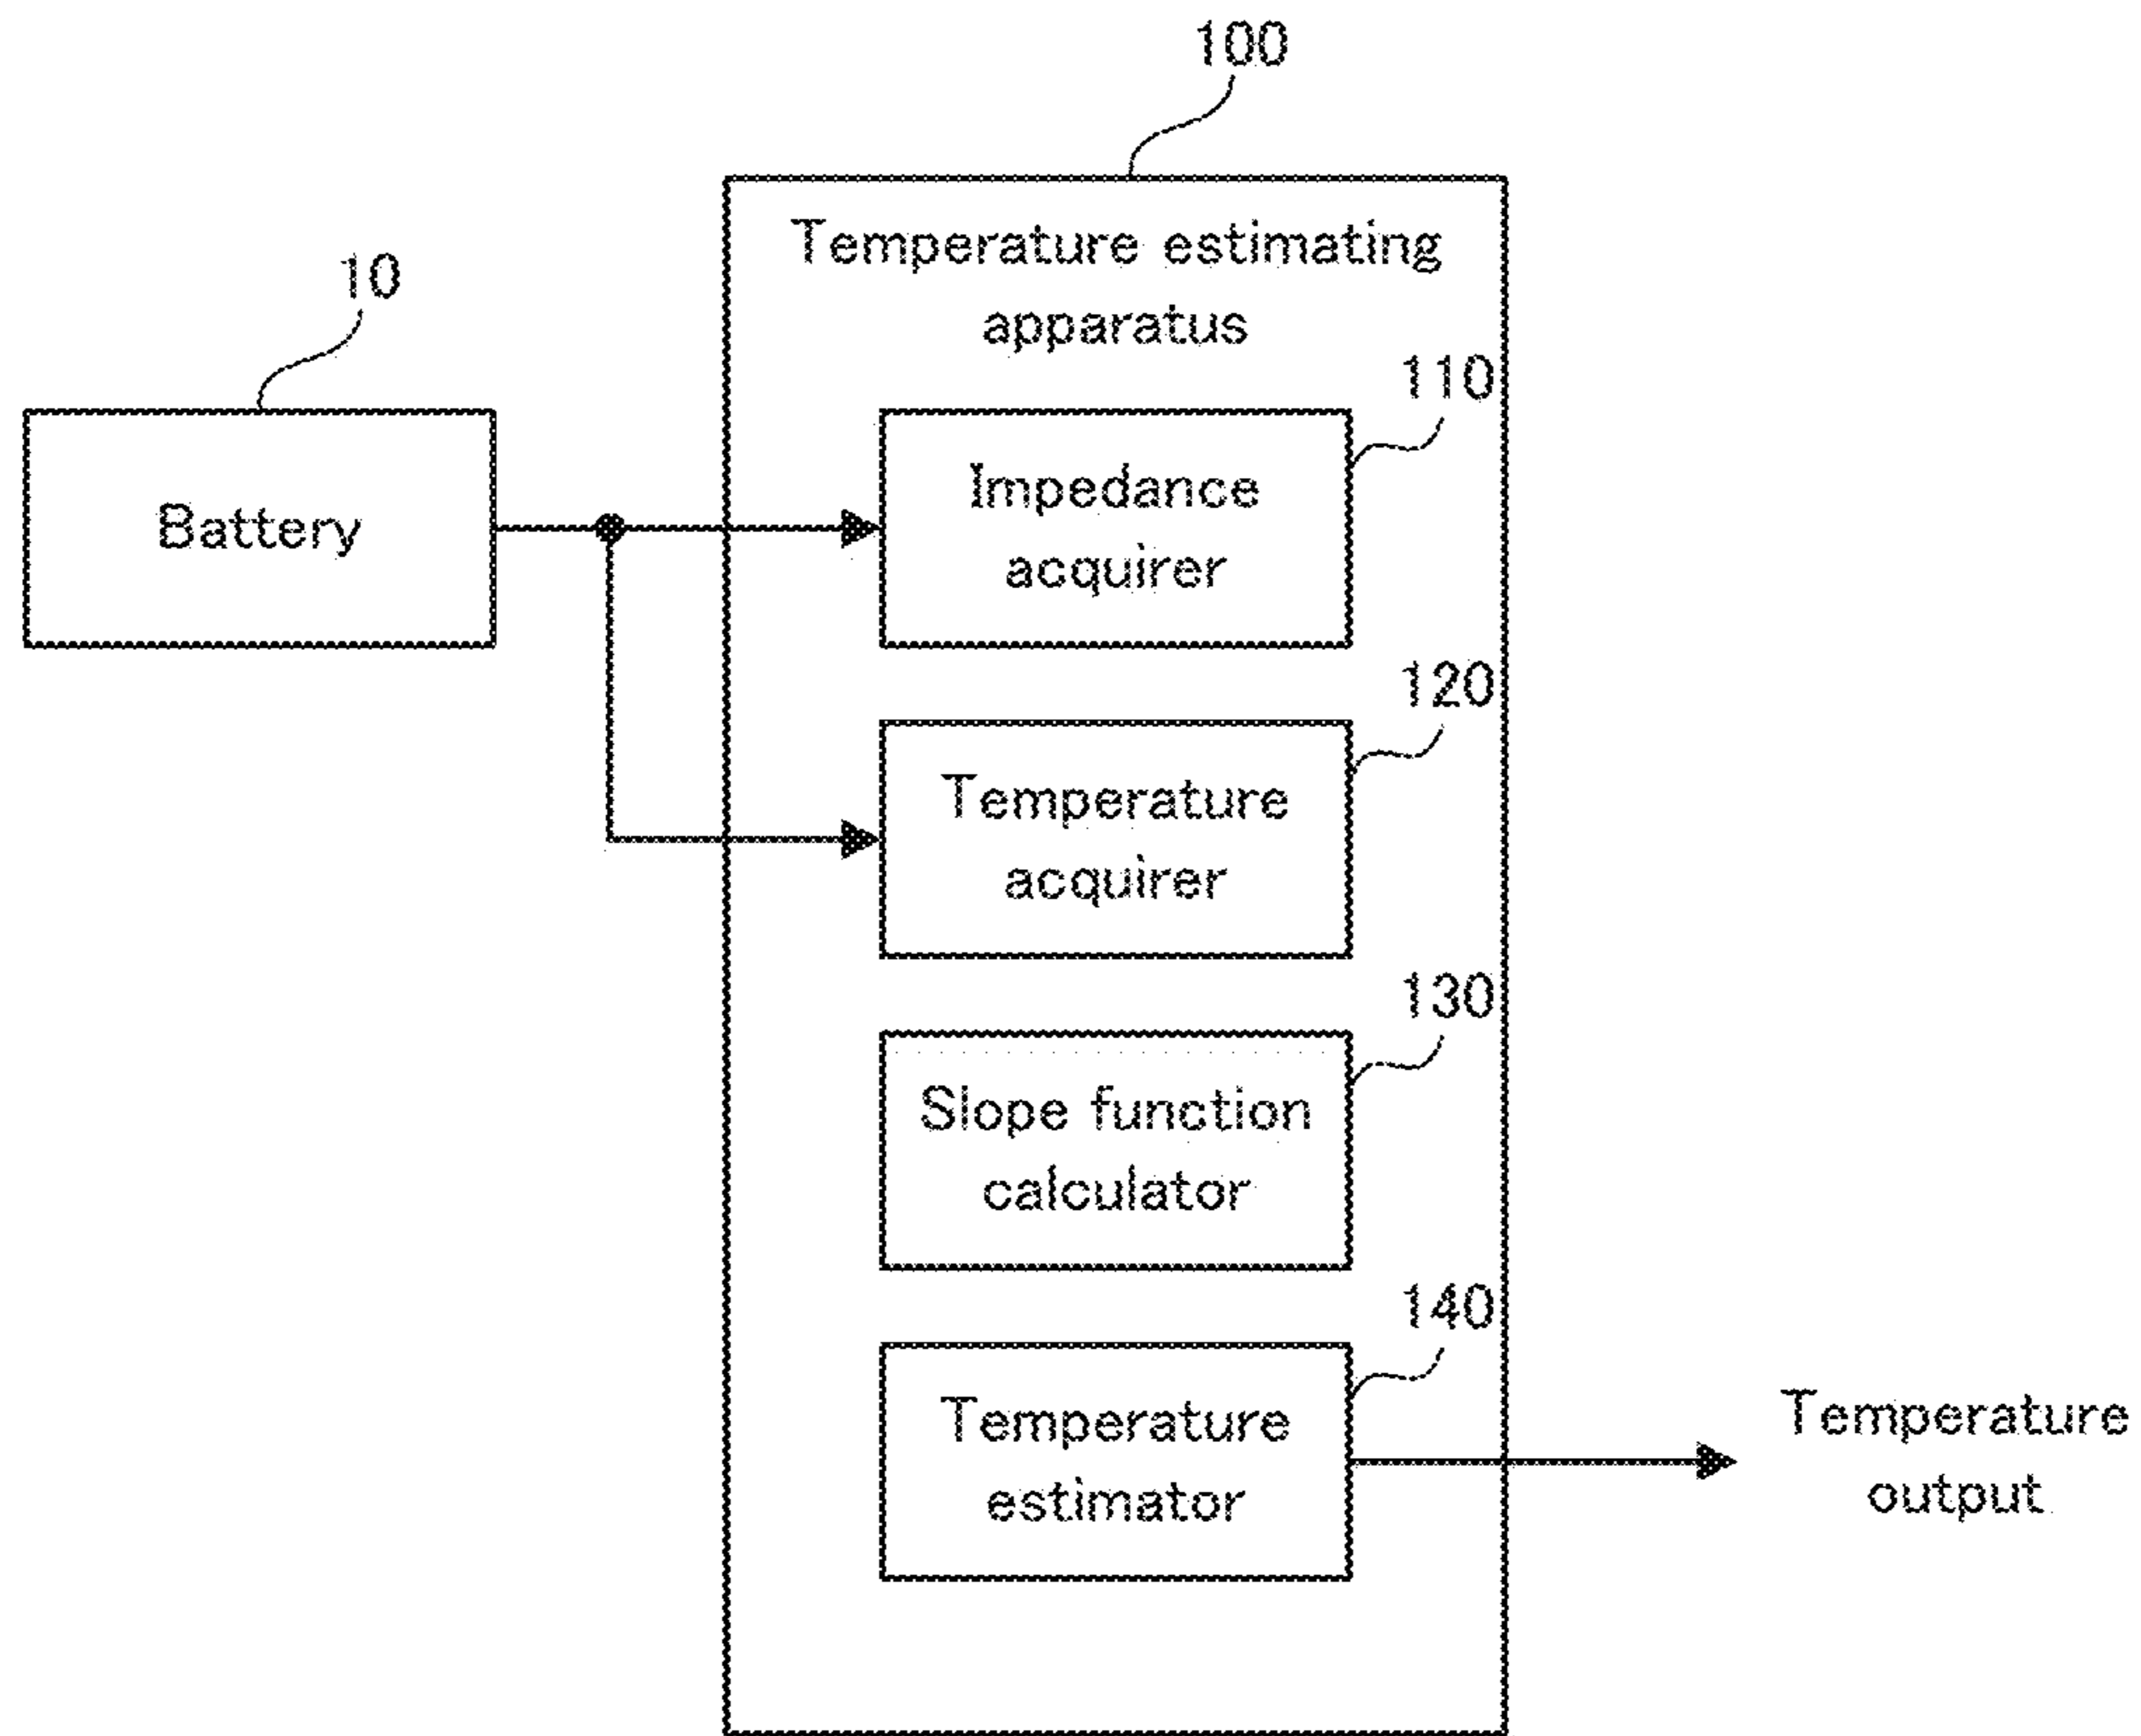 100
Temperature estimating
apparatus
10
Battery
110
Impedance
acquirer
120
Temperature
acquirer
130
Slope function
calculator
140
Temperature
estimator
Temperature
output